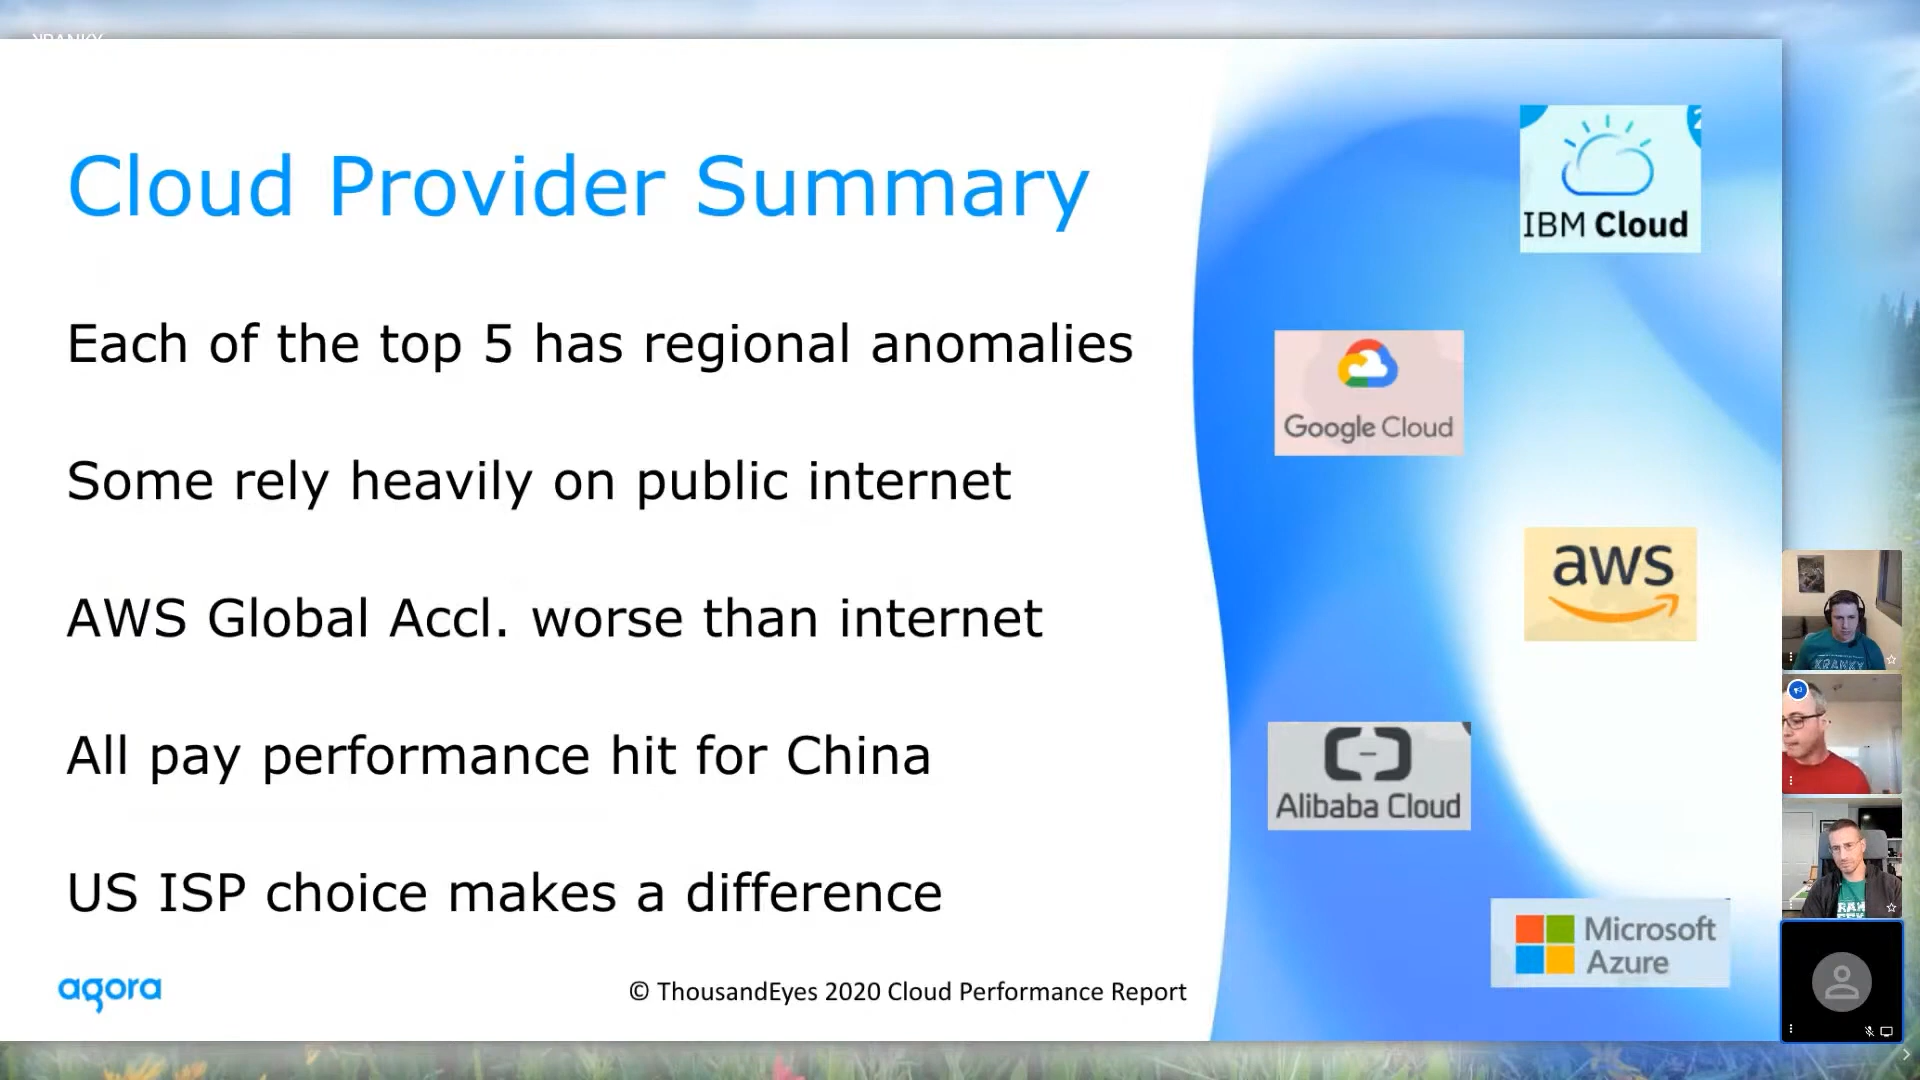 KRANKY
Cloud Provider Summary
Each of the top 5 has regional anomalies
Some rely heavily on public internet
AWS Global Accl. worse than internet
All pay performance hit for China
US ISP choice makes a difference
agora
© ThousandEyes 2020 Cloud Performance Report
IBM Cloud
Google Cloud
aws
Alibaba Cloud
Microsoft
Azure
KRANKY